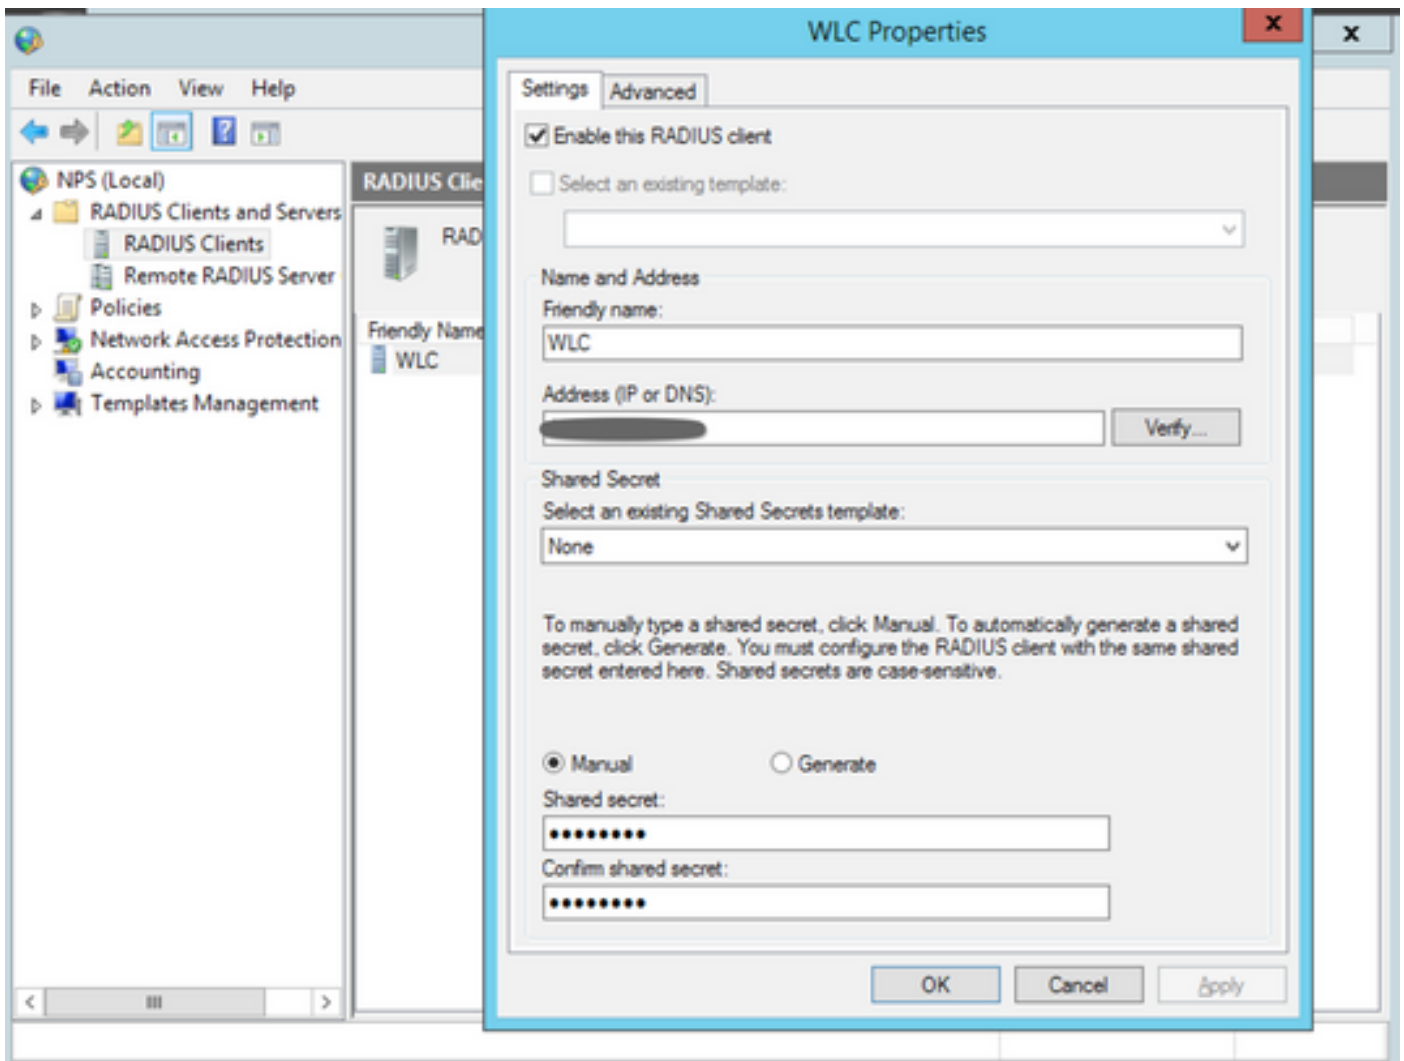 WLC Properties
File Action View Help
NPS (Local)
RADIUS Clients and Servers
RADIUS Clients
Remote RADIUS Server
Policies
Network Access Protection
Accounting
Templates Management
RADIUS Clie
RAD
Friendly Name
WLC
Settings Advanced
Enable this RADIUS client
Select an existing template:
Name and Address
Friendly name:
WLC
Address (IP or DNS):
Verify...
Shared Secret
Select an existing Shared Secrets template:
None
To manually type a shared secret, click Manual. To automatically generate a shared
secret, click Generate. You must configure the RADIUS client with the same shared
secret entered here. Shared secrets are case-sensitive.
Manual Generate
Shared secret:
••••••••
Confirm shared secret:
••••••••
OK Cancel Apply